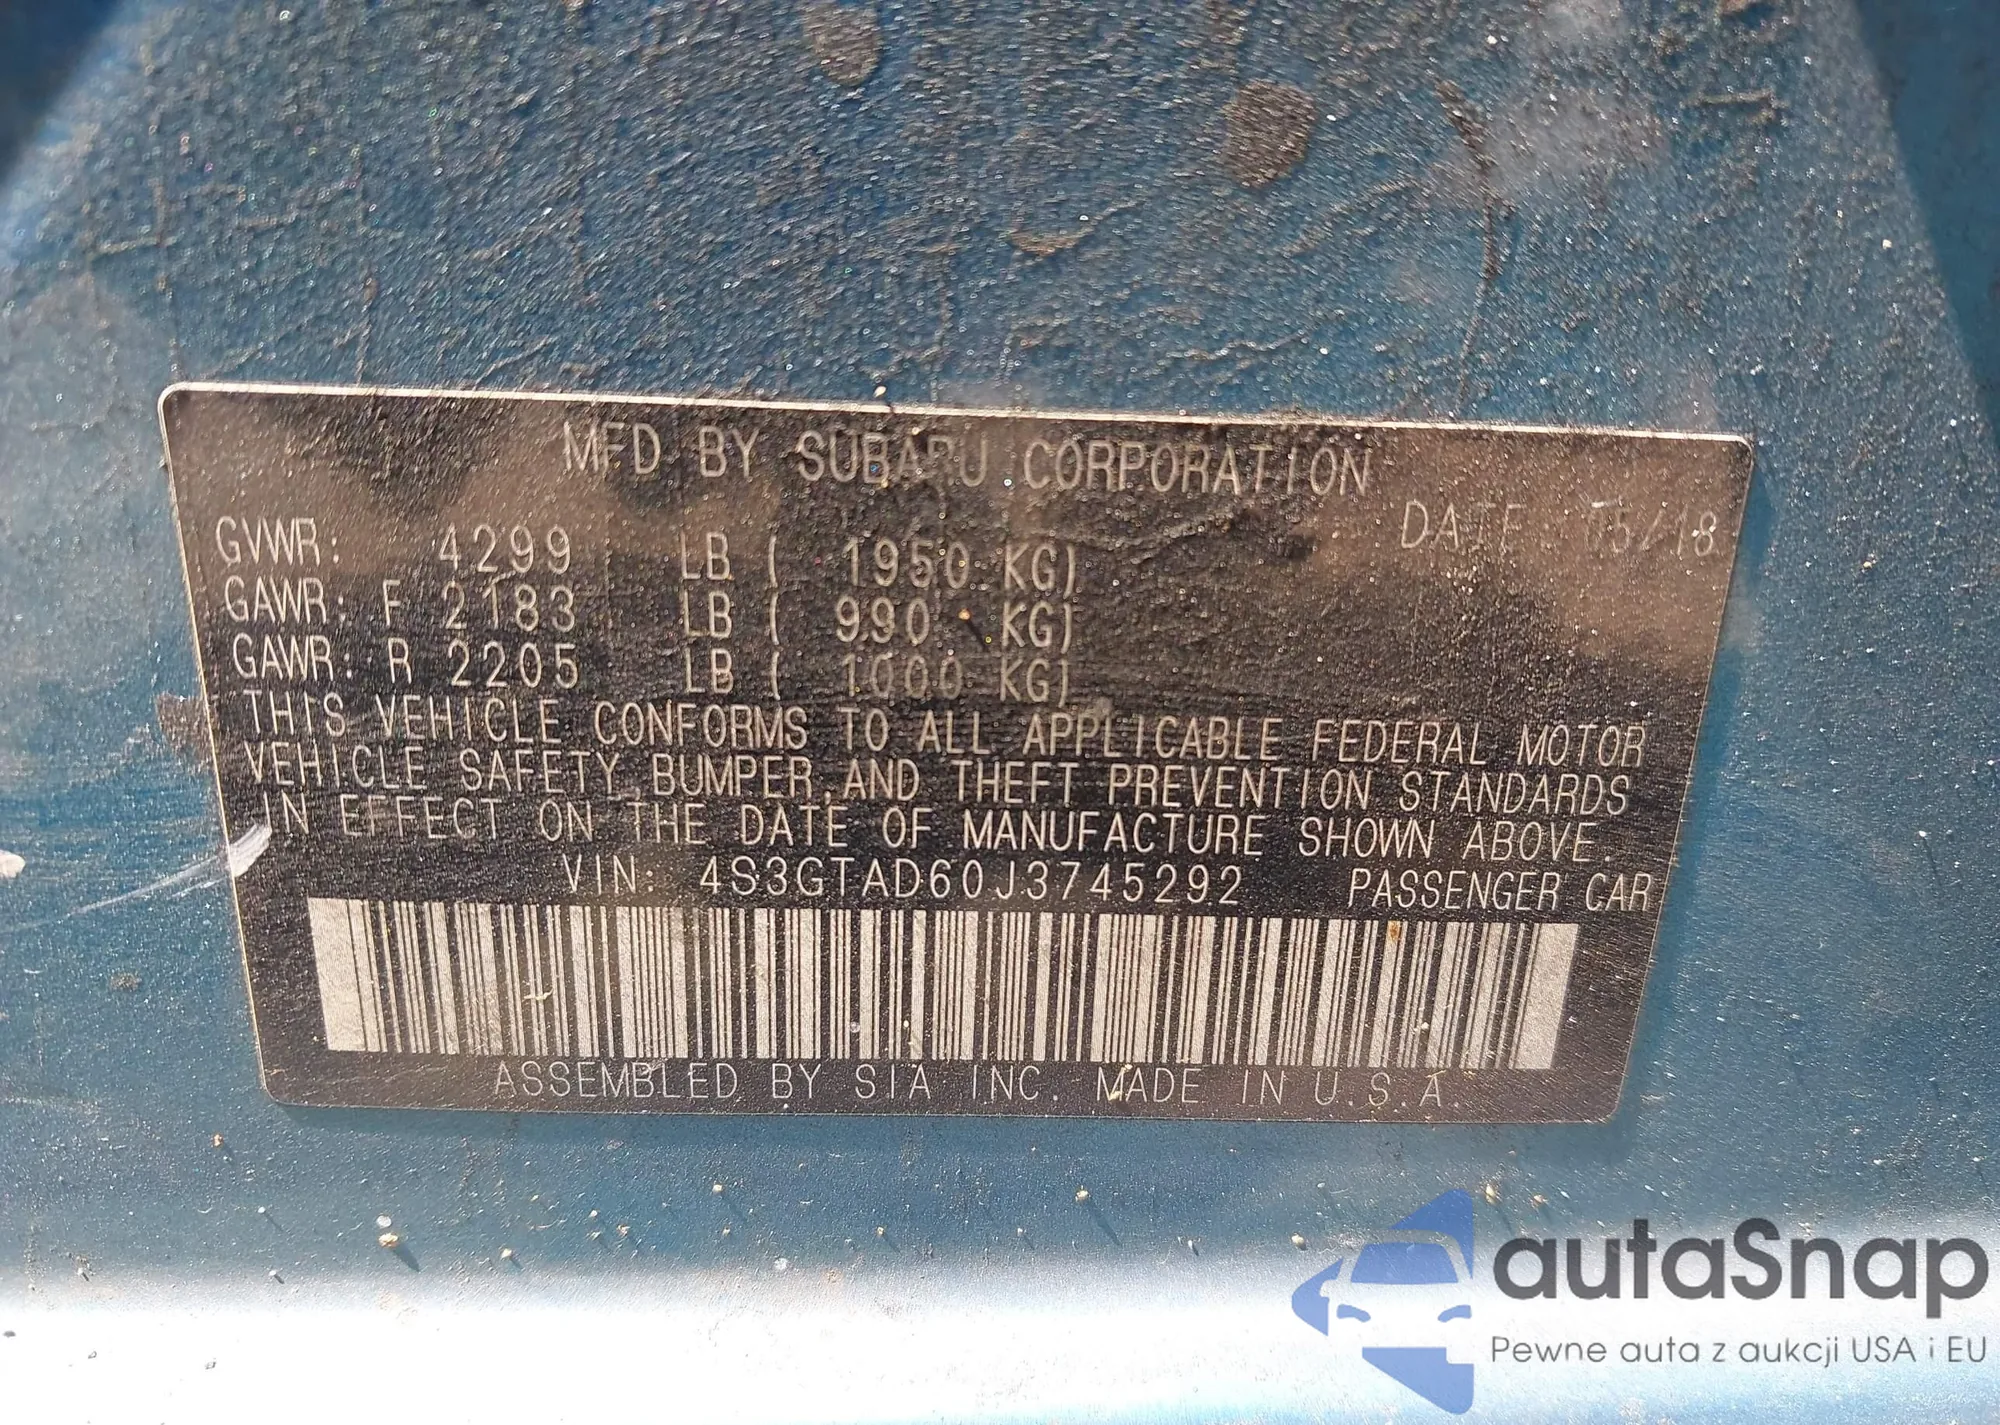 MFD BY SUBARU CORPORATION
DATE 05/18
GVWR: 4299 LB ( 1950 KG)
GAWR: F 2183 LB ( 990 KG)
GAWR: R 2205 LB ( 1000 KG)
THIS VEHICLE CONFORMS TO ALL APPLICABLE FEDERAL MOTOR
VEHICLE SAFETY, BUMPER, AND THEFT PREVENTION STANDARDS
IN EFFECT ON THE DATE OF MANUFACTURE SHOWN ABOVE.
VIN: 4S3GTAD60J3745292 PASSENGER CAR
ASSEMBLED BY SIA INC. MADE IN U.S.A.
autaSnap
Pewne auta z aukcji USA i EU